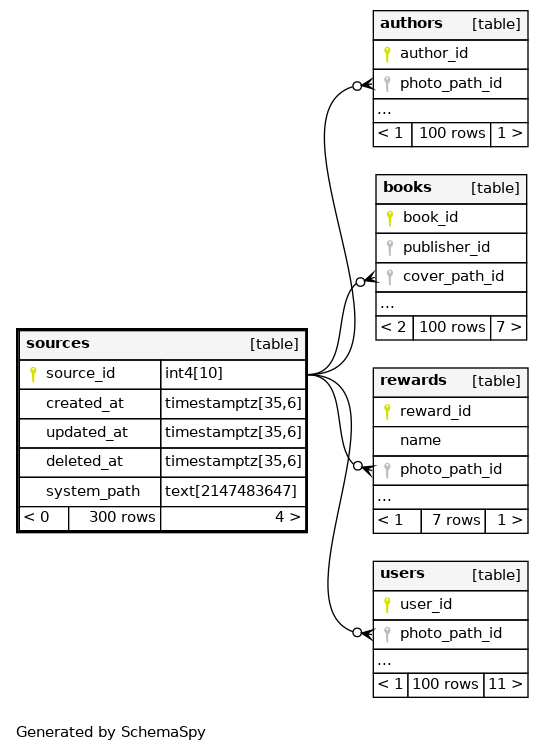 authors [table]
author_id
photo_path_id
...
< 1 100 rows 1 >
books [table]
book_id
publisher_id
cover_path_id
...
< 2 100 rows 7 >
sources [table]
source_id int4[10]
created_at timestamptz[35,6]
updated_at timestamptz[35,6]
deleted_at timestamptz[35,6]
system_path text[2147483647]
< 0 300 rows 4 >
rewards [table]
reward_id
name
photo_path_id
...
< 1 7 rows 1 >
users [table]
user_id
photo_path_id
...
< 1 100 rows 11 >
Generated by SchemaSpy